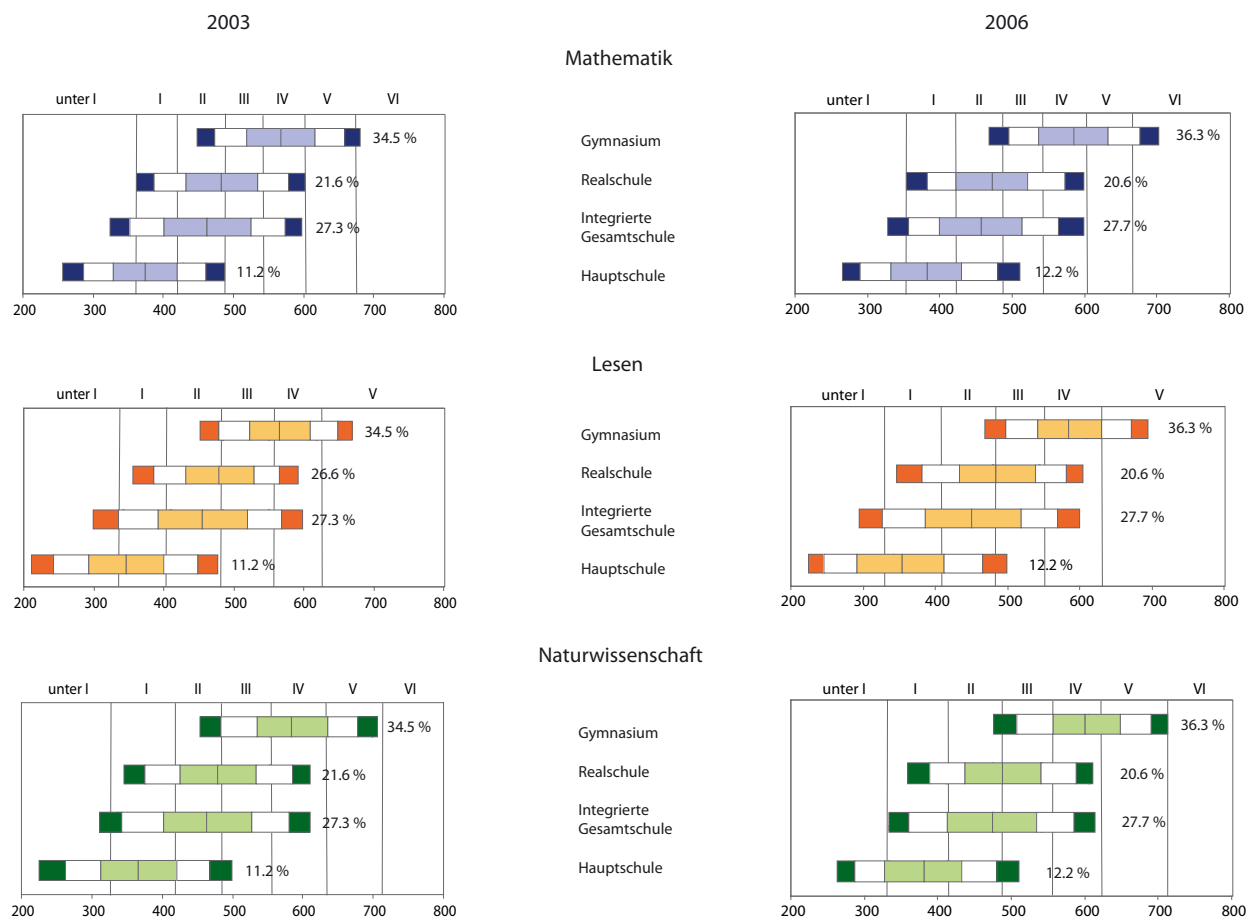 2003
2006
Mathematik
unter I I II III IV V VI
unter I I II III IV V VI
34.5 %
Gymnasium
36.3 %
21.6 %
Realschule
20.6 %
27.3 %
Integrierte
Gesamtschule
27.7 %
11.2 %
Hauptschule
12.2 %
200 300 400 500 600 700 800
200 300 400 500 600 700 800
Lesen
unter I I II III IV V
unter I I II III IV V
34.5 %
Gymnasium
36.3 %
26.6 %
Realschule
20.6 %
27.3 %
Integrierte
Gesamtschule
27.7 %
11.2 %
Hauptschule
12.2 %
200 300 400 500 600 700 800
200 300 400 500 600 700 800
Naturwissenschaft
unter I I II III IV V VI
unter I I II III IV V VI
34.5 %
Gymnasium
36.3 %
21.6 %
Realschule
20.6 %
27.3 %
Integrierte
Gesamtschule
27.7 %
11.2 %
Hauptschule
12.2 %
200 300 400 500 600 700 800
200 300 400 500 600 700 800